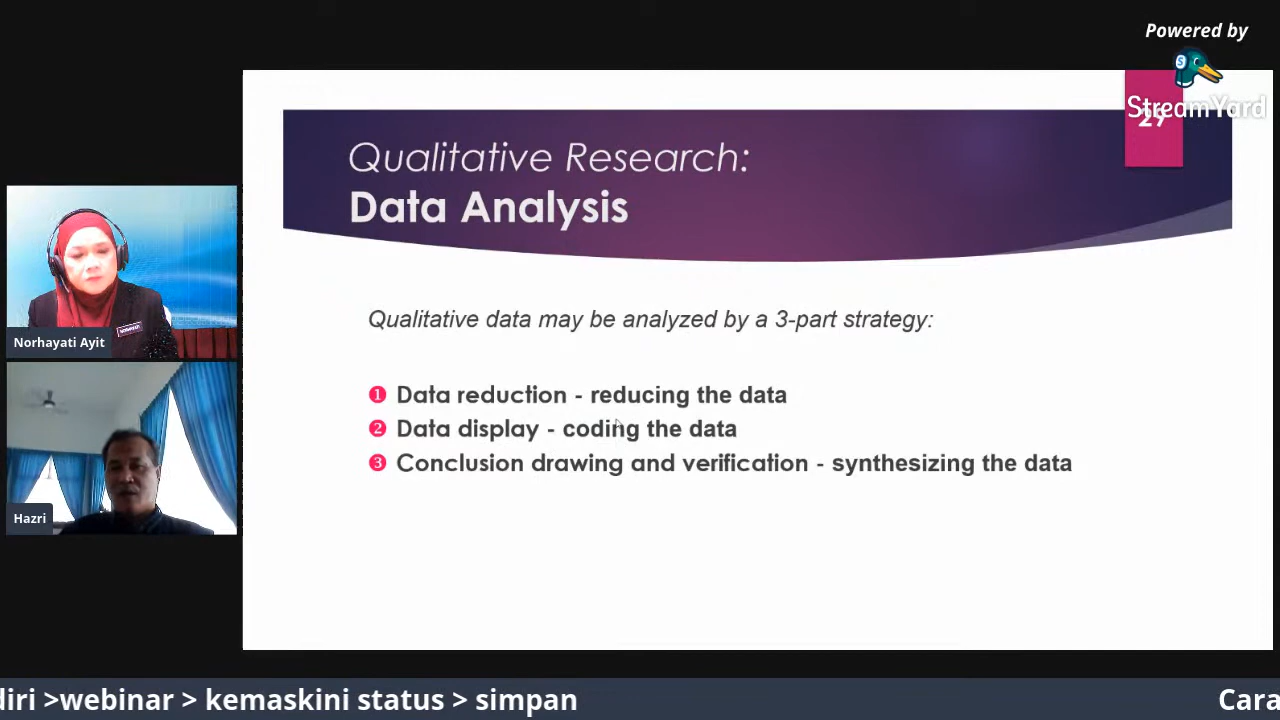 Powered by
StreamYard
29
Qualitative Research:
Data Analysis
Qualitative data may be analyzed by a 3-part strategy:
❶ Data reduction - reducing the data
❷ Data display - coding the data
❸ Conclusion drawing and verification - synthesizing the data
Norhayati Ayit
Hazri
diri >webinar > kemaskini status > simpan
Cara